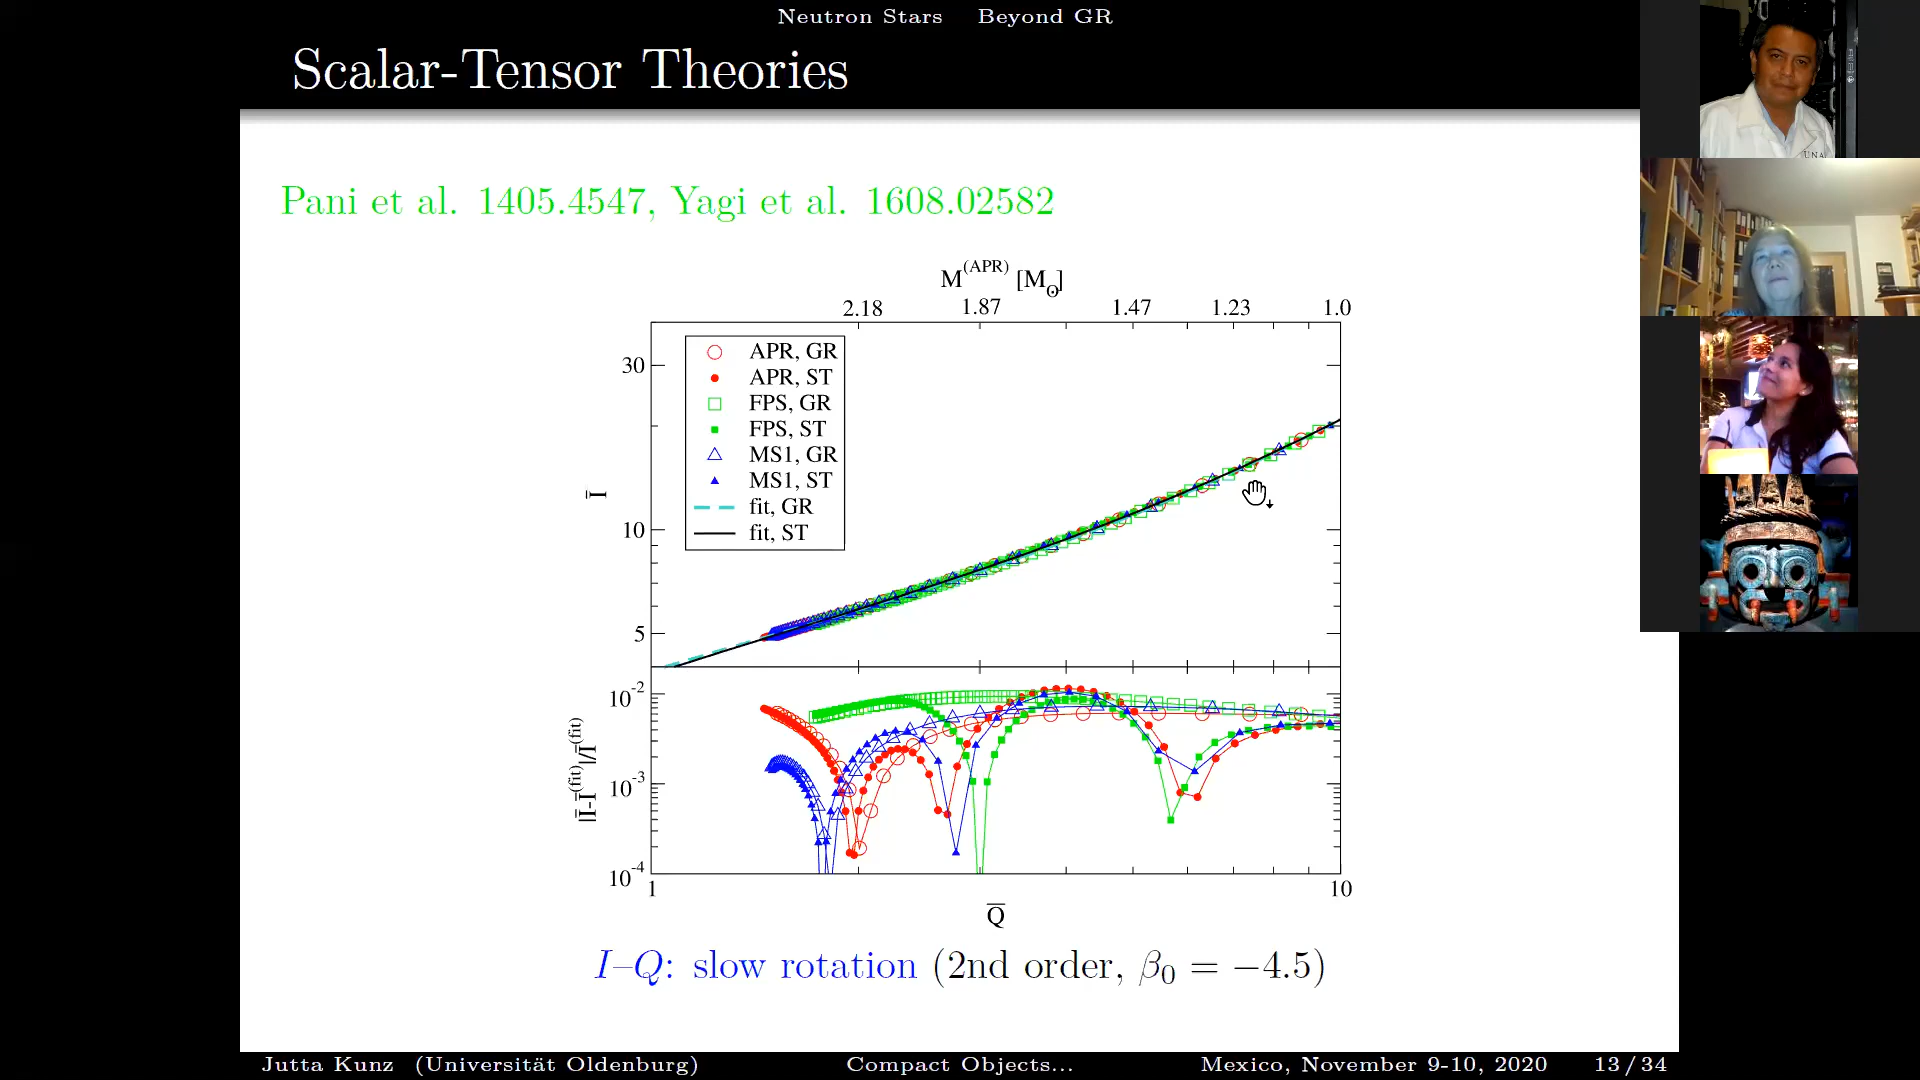 Neutron Stars Beyond GR
Scalar-Tensor Theories
Pani et al. 1405.4547, Yagi et al. 1608.02582
M(APR) [M⊙]
2.18 1.87 1.47 1.23 1.0
APR, GR
APR, ST
FPS, GR
FPS, ST
MS1, GR
MS1, ST
fit, GR
fit, ST
30
10
5
Ī
10-2
10-3
10-4
|Ī-Ī(fit)|/Ī(fit)
1 10
Q̅
I–Q: slow rotation (2nd order, β0 = −4.5)
Jutta Kunz (Universität Oldenburg) Compact Objects... Mexico, November 9-10, 2020 13 / 34
UNA